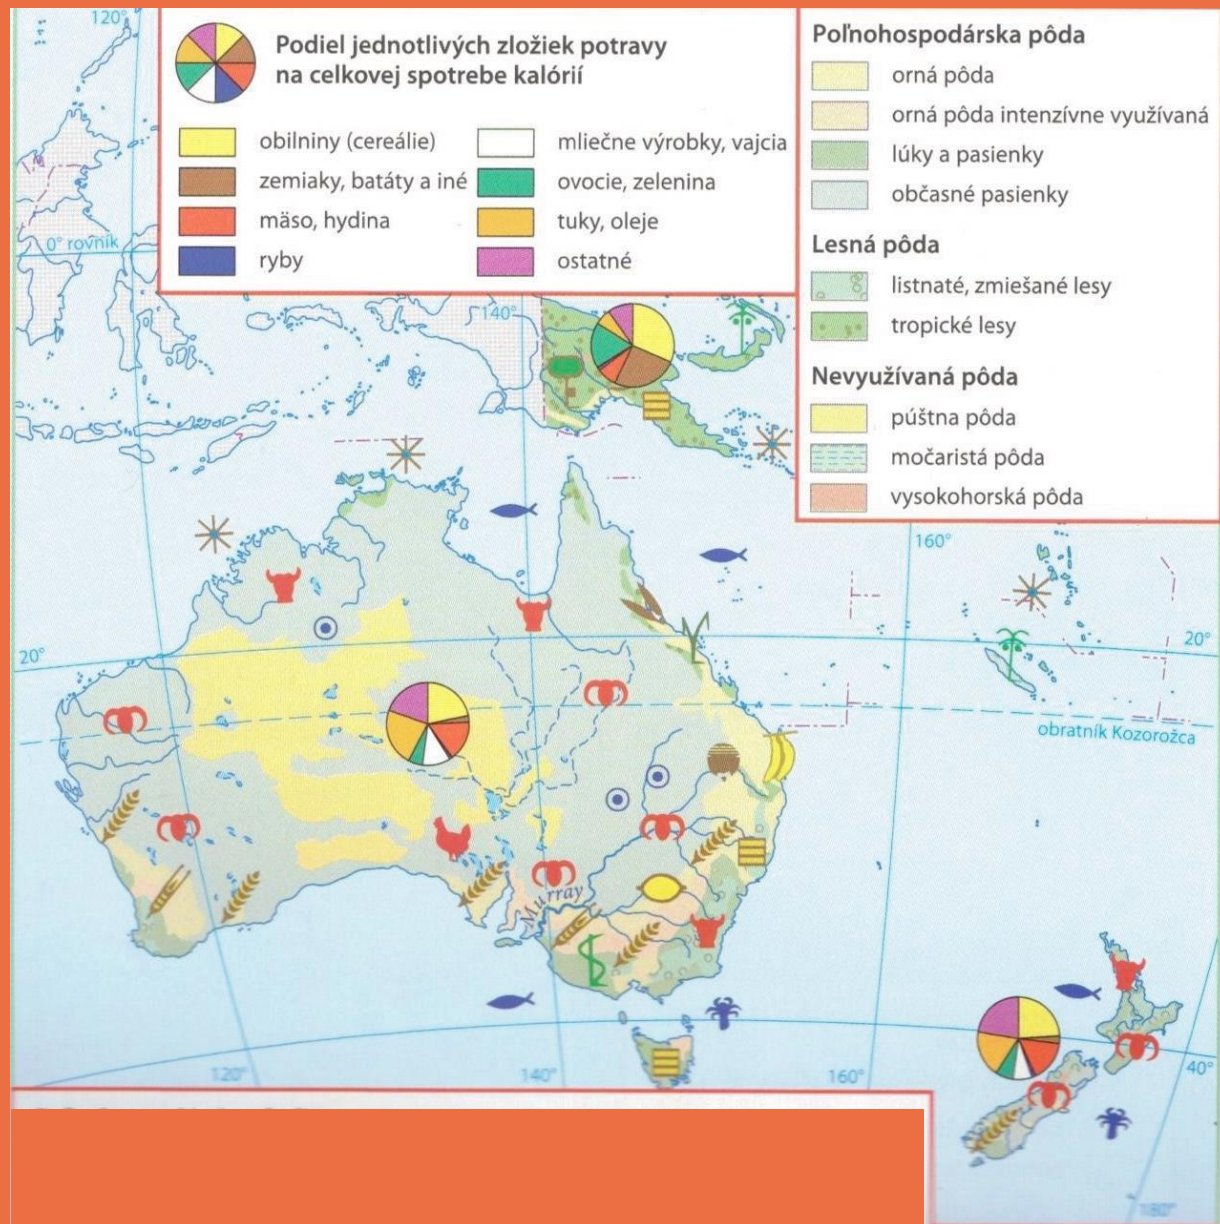 120°
Podiel jednotlivých zložiek potravy
na celkovej spotrebe kalórií
obilniny (cereálie)
zemiaky, batáty a iné
mäso, hydina
ryby
mliečne výrobky, vajcia
ovocie, zelenina
tuky, oleje
ostatné
Poľnohospodárska pôda
orná pôda
orná pôda intenzívne využívaná
lúky a pasienky
občasné pasienky
Lesná pôda
listnaté, zmiešané lesy
tropické lesy
Nevyužívaná pôda
púštna pôda
močaristá pôda
vysokohorská pôda
0° rovník
140°
160°
20°
20°
obratník Kozorožca
Murray
120°
140°
160°
40°
180°